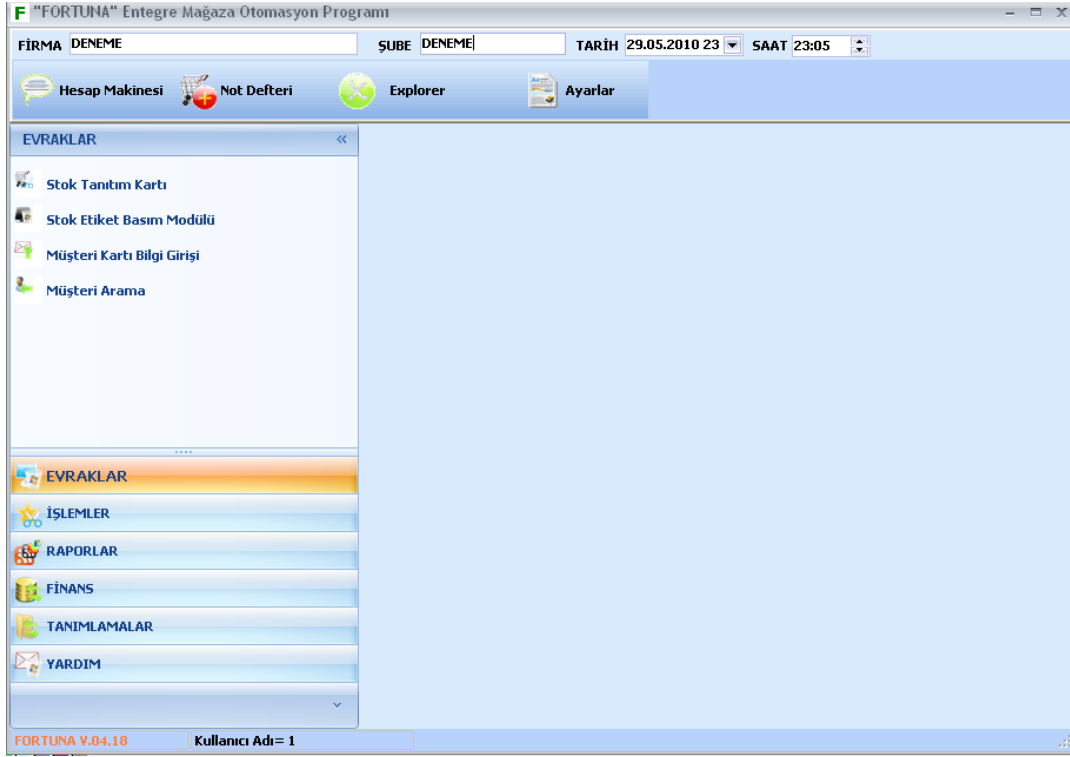 F "FORTUNA" Entegre Mağaza Otomasyon Programı
FİRMA DENEME ŞUBE DENEME TARİH 29.05.2010 23 SAAT 23:05
Hesap Makinesi Not Defteri Explorer Ayarlar
EVRAKLAR
Stok Tanıtım Kartı
Stok Etiket Basım Modülü
Müşteri Kartı Bilgi Girişi
Müşteri Arama
EVRAKLAR
İŞLEMLER
RAPORLAR
FİNANS
TANIMLAMALAR
YARDIM
FORTUNA V.04.18 Kullanıcı Adı= 1